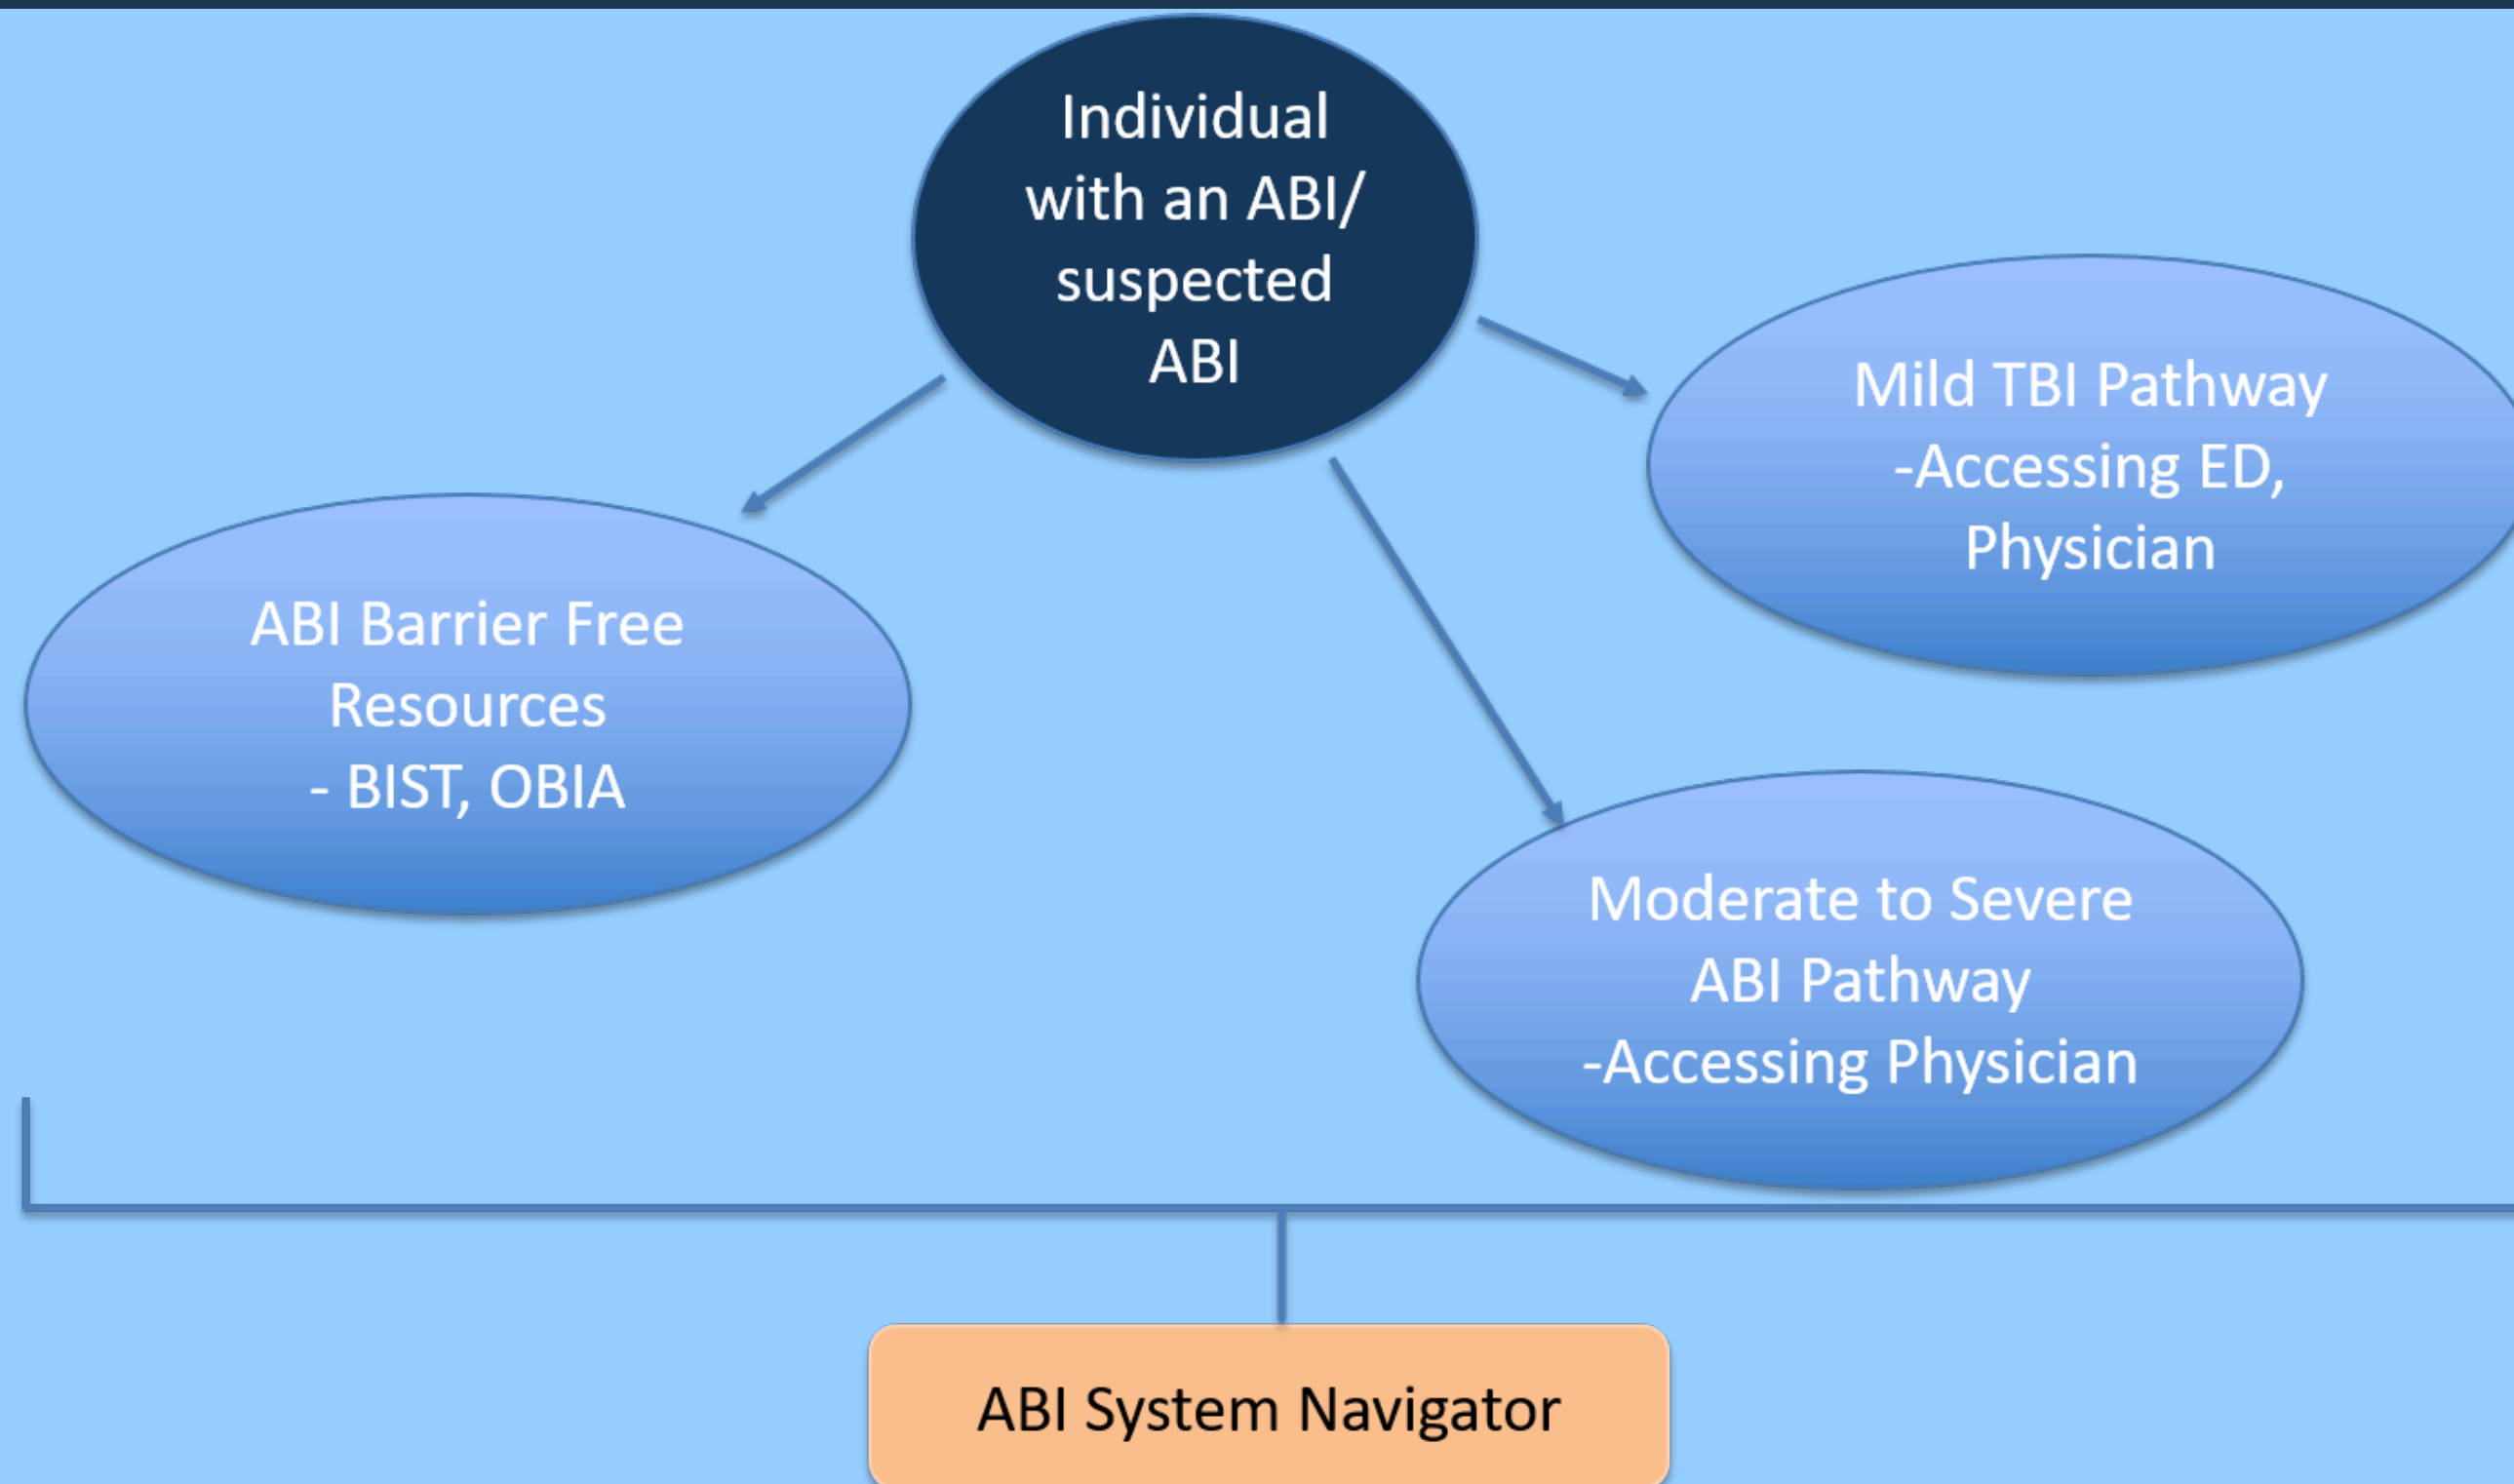 Individual
with an ABI/
suspected
ABI
Mild TBI Pathway
-Accessing ED,
Physician
ABI Barrier Free
Resources
- BIST, OBIA
Moderate to Severe
ABI Pathway
-Accessing Physician
ABI System Navigator